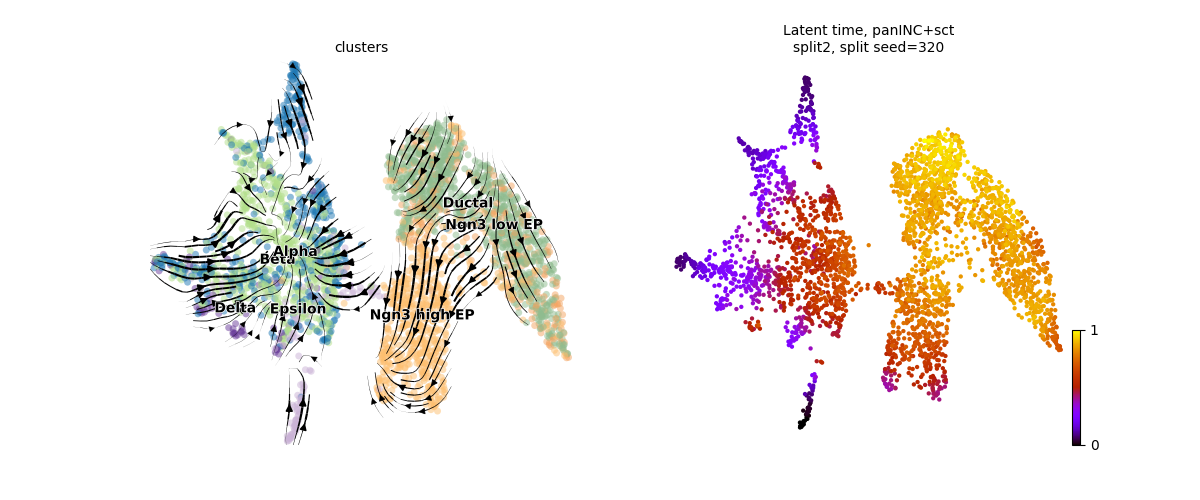 clusters
Latent time, panINC+sct
split2, split seed=320
Ductal
Ngn3 low EP
Alpha
Beta
Delta
Epsilon
Ngn3 high EP
1
0